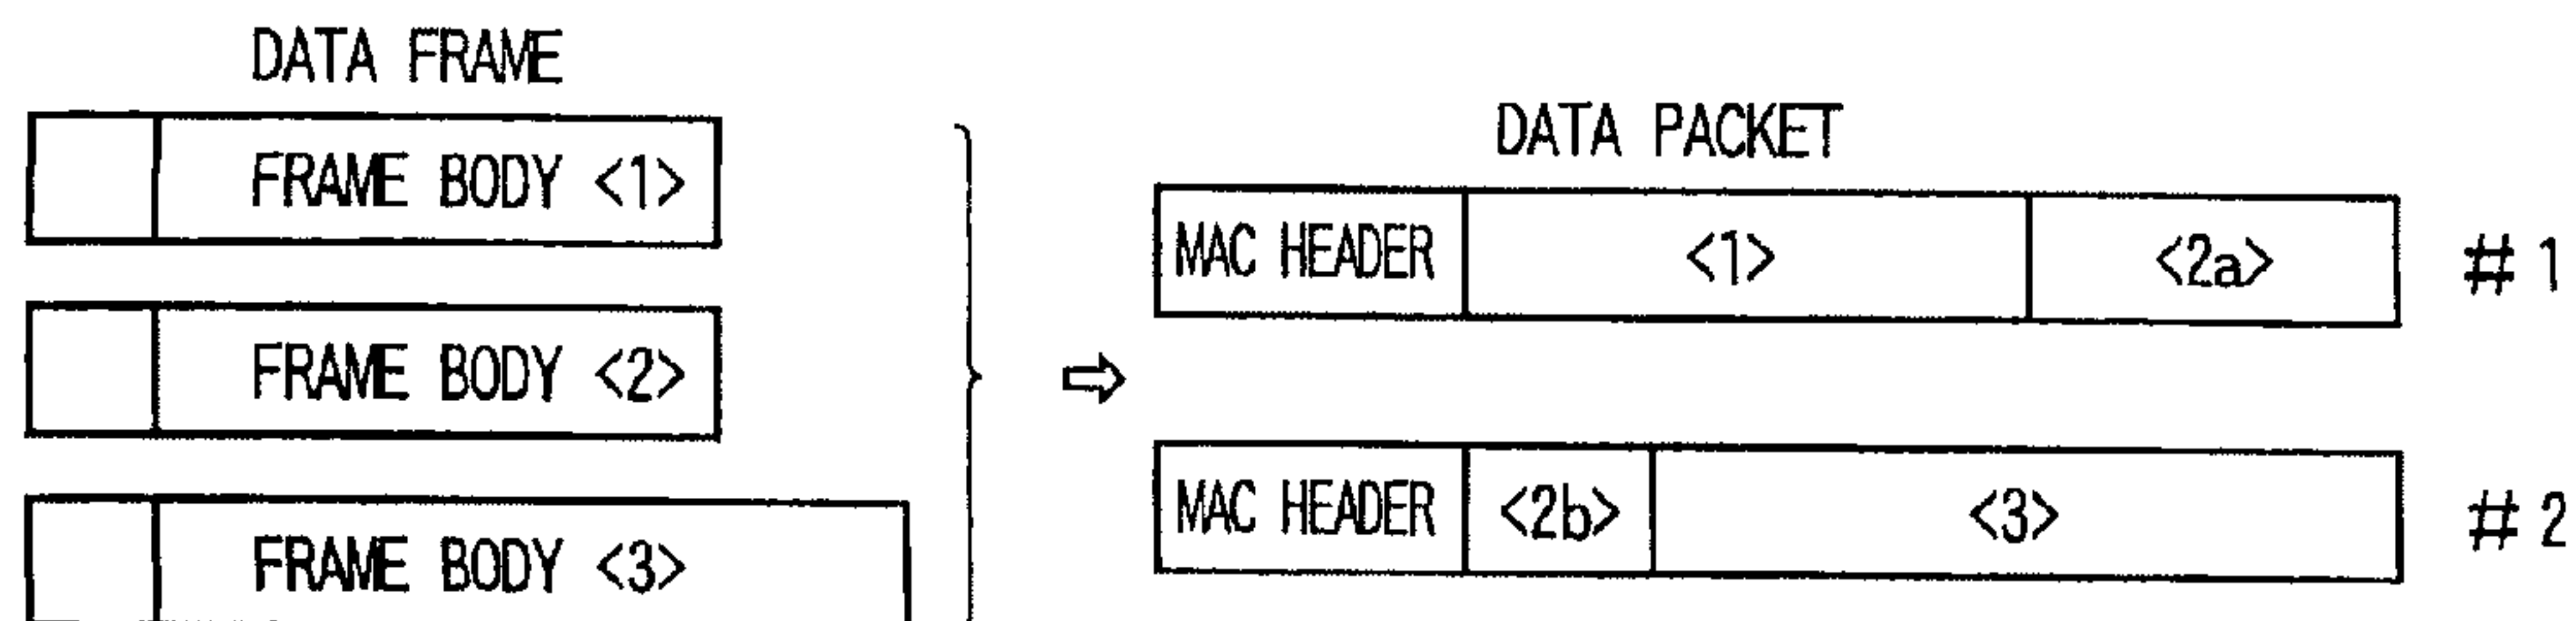 DATA FRAME
FRAME BODY <1>
FRAME BODY <2>
FRAME BODY <3>
DATA PACKET
MAC HEADER <1> <2a> # 1
MAC HEADER <2b> <3> # 2